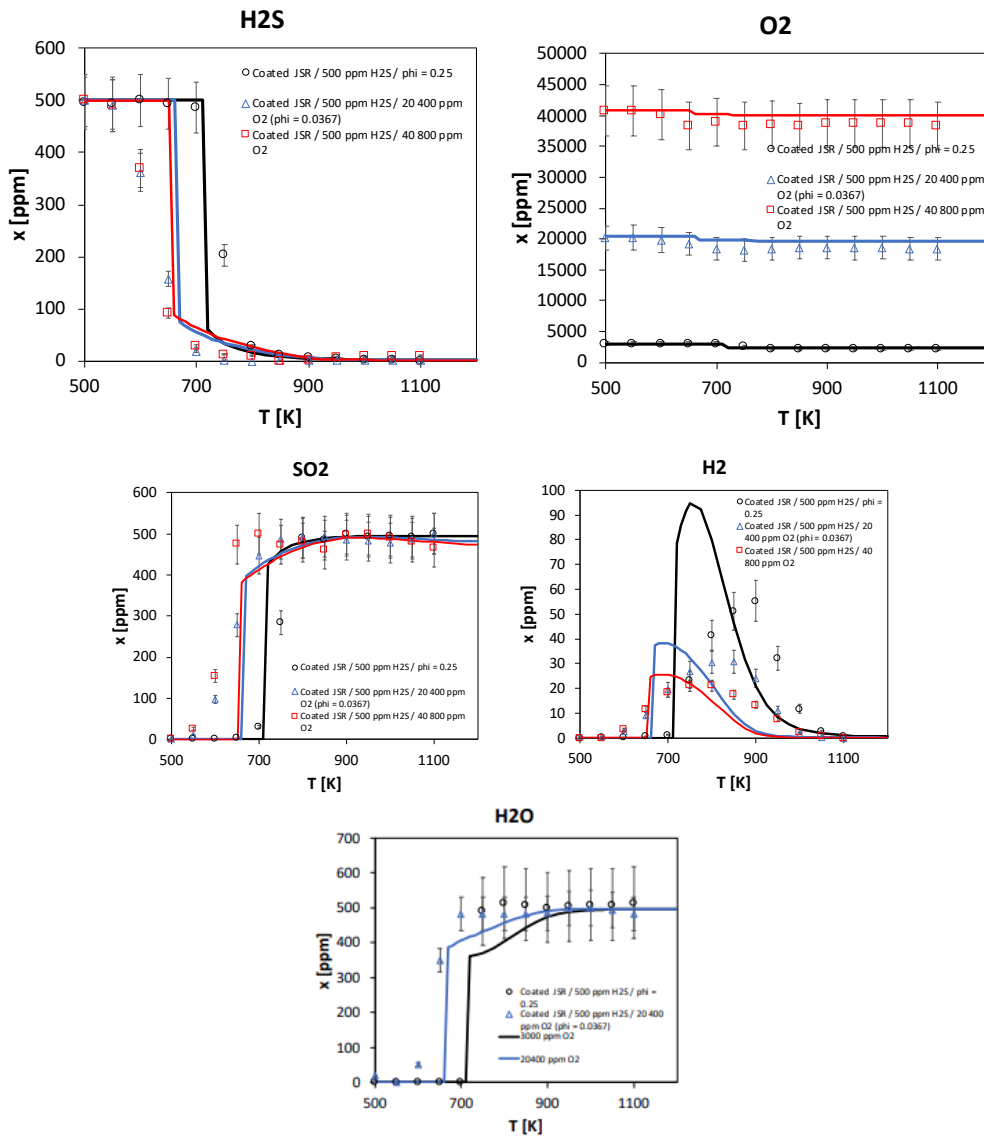 H2S
600
500
400
300
200
100
0
x [ppm]
Coated JSR / 500 ppm H2S/ phi = 0.25
Coated JSR / 500 ppm H2S/ 20 400 ppm
O2 (phi = 0.0367)
Coated JSR / 500 ppm H2S/ 40 800 ppm
O2
500 700 900 1100
T [K]
O2
50000
45000
40000
35000
30000
25000
20000
15000
10000
5000
0
x [ppm]
Coated JSR / 500 ppm H2S/ phi = 0.25
Coated JSR / 500 ppm H2S/ 20 400 ppm
O2 (phi = 0.0367)
Coated JSR / 500 ppm H2S/ 40 800 ppm
O2
500 700 900 1100
T [K]
SO2
600
500
400
300
200
100
0
x [ppm]
Coated JSR / 500 ppm H2S/ phi = 0.25
Coated JSR / 500 ppm H2S/ 20 400 ppm
O2 (phi = 0.0367)
Coated JSR / 500 ppm H2S/ 40 800 ppm
O2
500 700 900 1100
T [K]
H2
100
90
80
70
60
50
40
30
20
10
0
x [ppm]
Coated JSR / 500 ppm H2S/ phi =
0.25
Coated JSR / 500 ppm H2S/ 20
400 ppm O2 (phi = 0.0367)
Coated JSR / 500 ppm H2S/ 40
800 ppm O2
500 700 900 1100
T [K]
H2O
700
600
500
400
300
200
100
0
x [ppm]
Coated JSR / 500 ppm H2S/ phi =
0.25
Coated JSR / 500 ppm H2S/ 20 400
ppm O2 (phi = 0.0367)
3000 ppm O2
20400 ppm O2
500 700 900 1100
T [K]